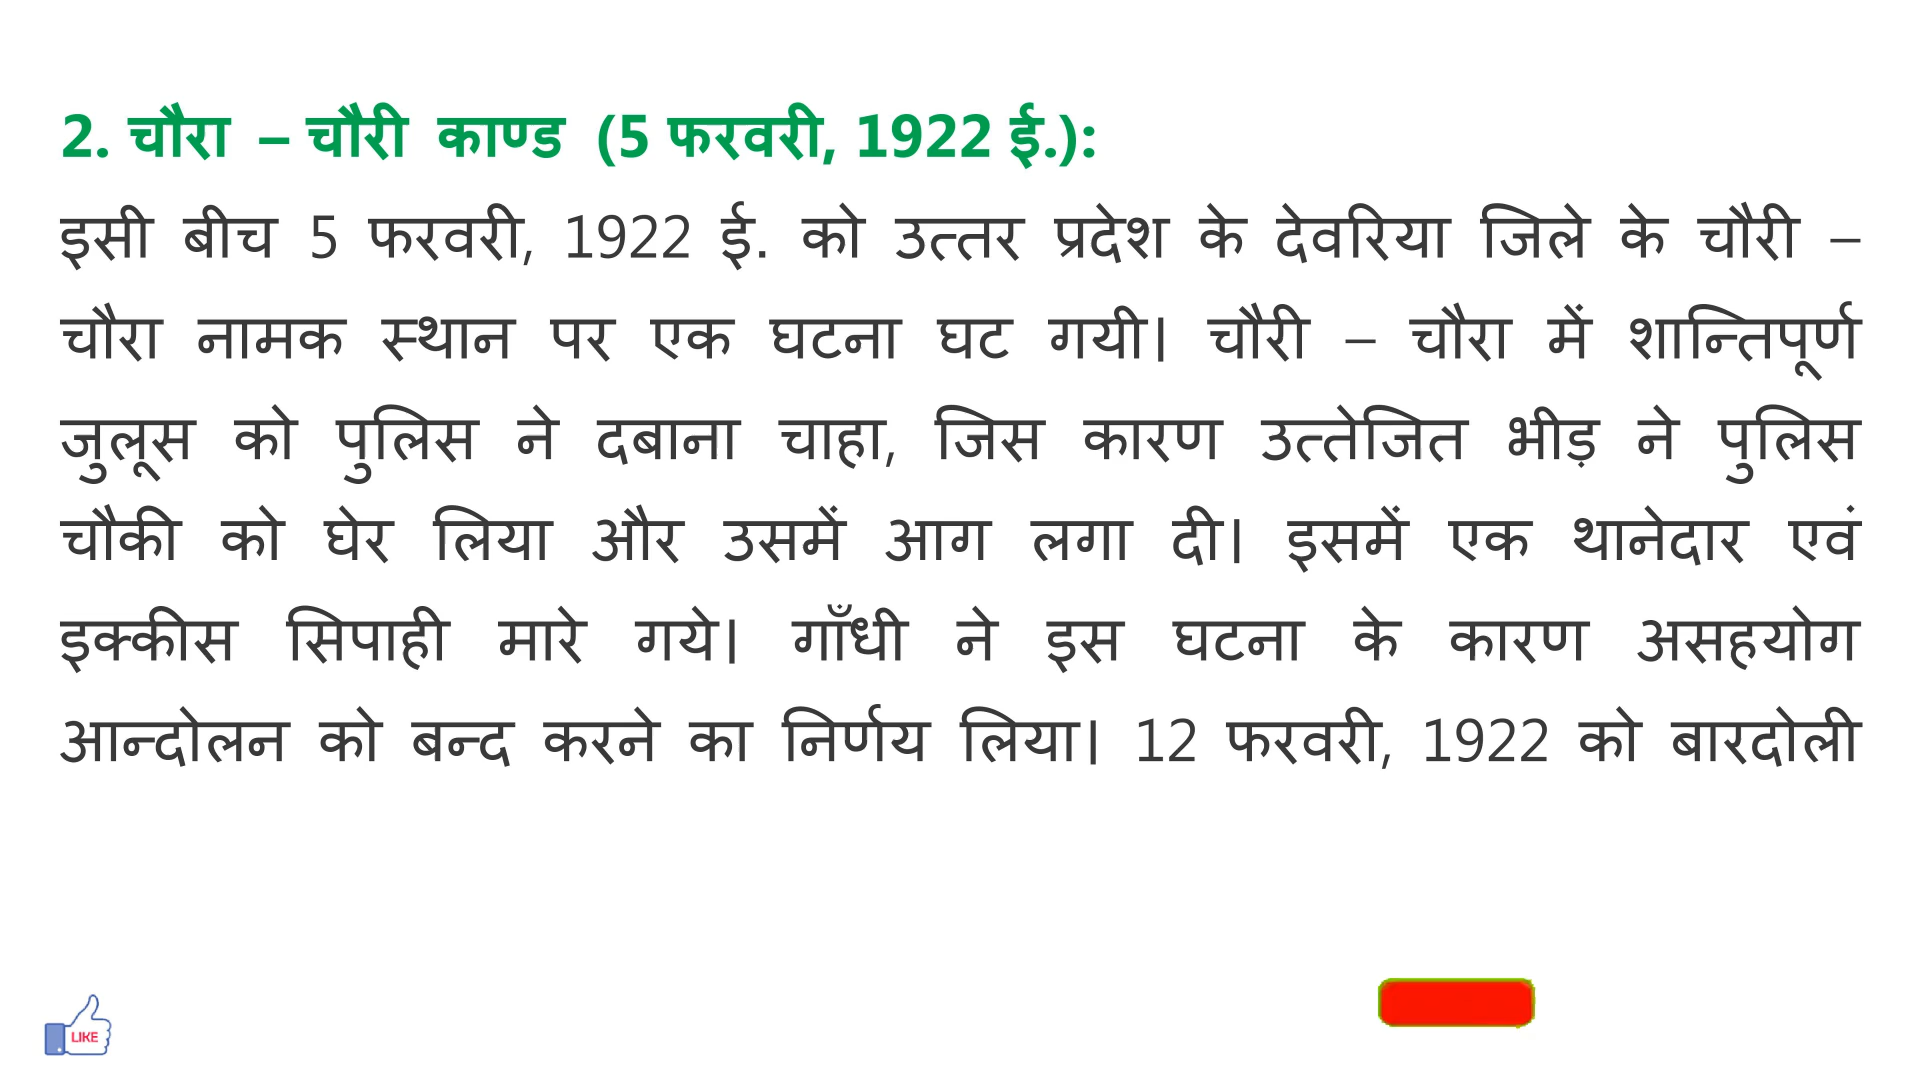 2. चौरा – चौरी काण्ड (5 फरवरी, 1922 ई.):
इसी बीच 5 फरवरी, 1922 ई. को उत्तर प्रदेश के देवरिया जिले के चौरी –
चौरा नामक स्थान पर एक घटना घट गयी। चौरी – चौरा में शान्तिपूर्ण
जुलूस को पुलिस ने दबाना चाहा, जिस कारण उत्तेजित भीड़ ने पुलिस
चौकी को घेर लिया और उसमें आग लगा दी। इसमें एक थानेदार एवं
इक्कीस सिपाही मारे गये। गाँधी ने इस घटना के कारण असहयोग
आन्दोलन को बन्द करने का निर्णय लिया। 12 फरवरी, 1922 को बारदोली
LIKE